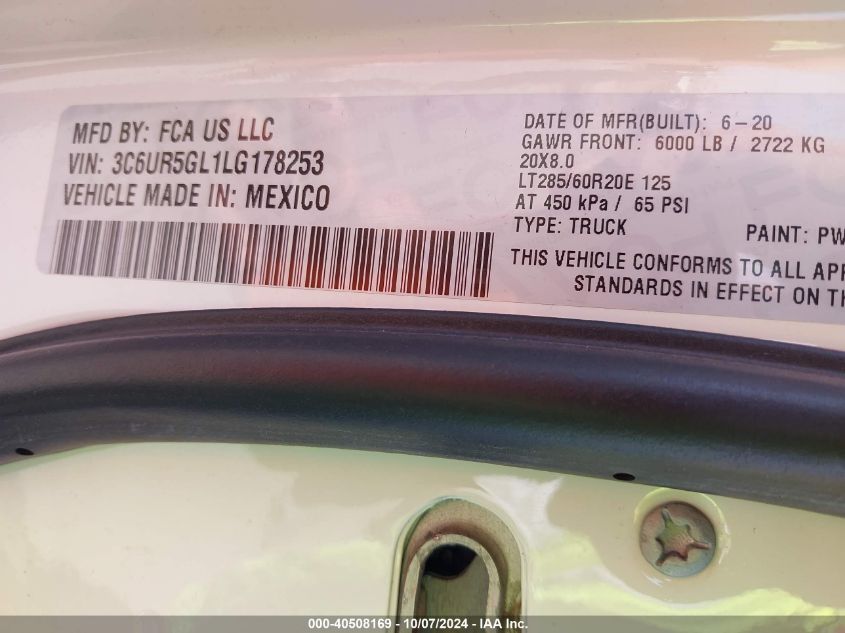 MFD BY: FCA US LLC
VIN: 3C6UR5GL1LG178253
VEHICLE MADE IN: MEXICO
DATE OF MFR(BUILT): 6-20
GAWR FRONT: 6000 LB / 2722 KG
20X8.0
LT285/60R20E 125
AT 450 kPa / 65 PSI
TYPE: TRUCK
PAINT: PW
THIS VEHICLE CONFORMS TO ALL APP
STANDARDS IN EFFECT ON TH
000-40508169 - 10/07/2024 - IAA Inc.